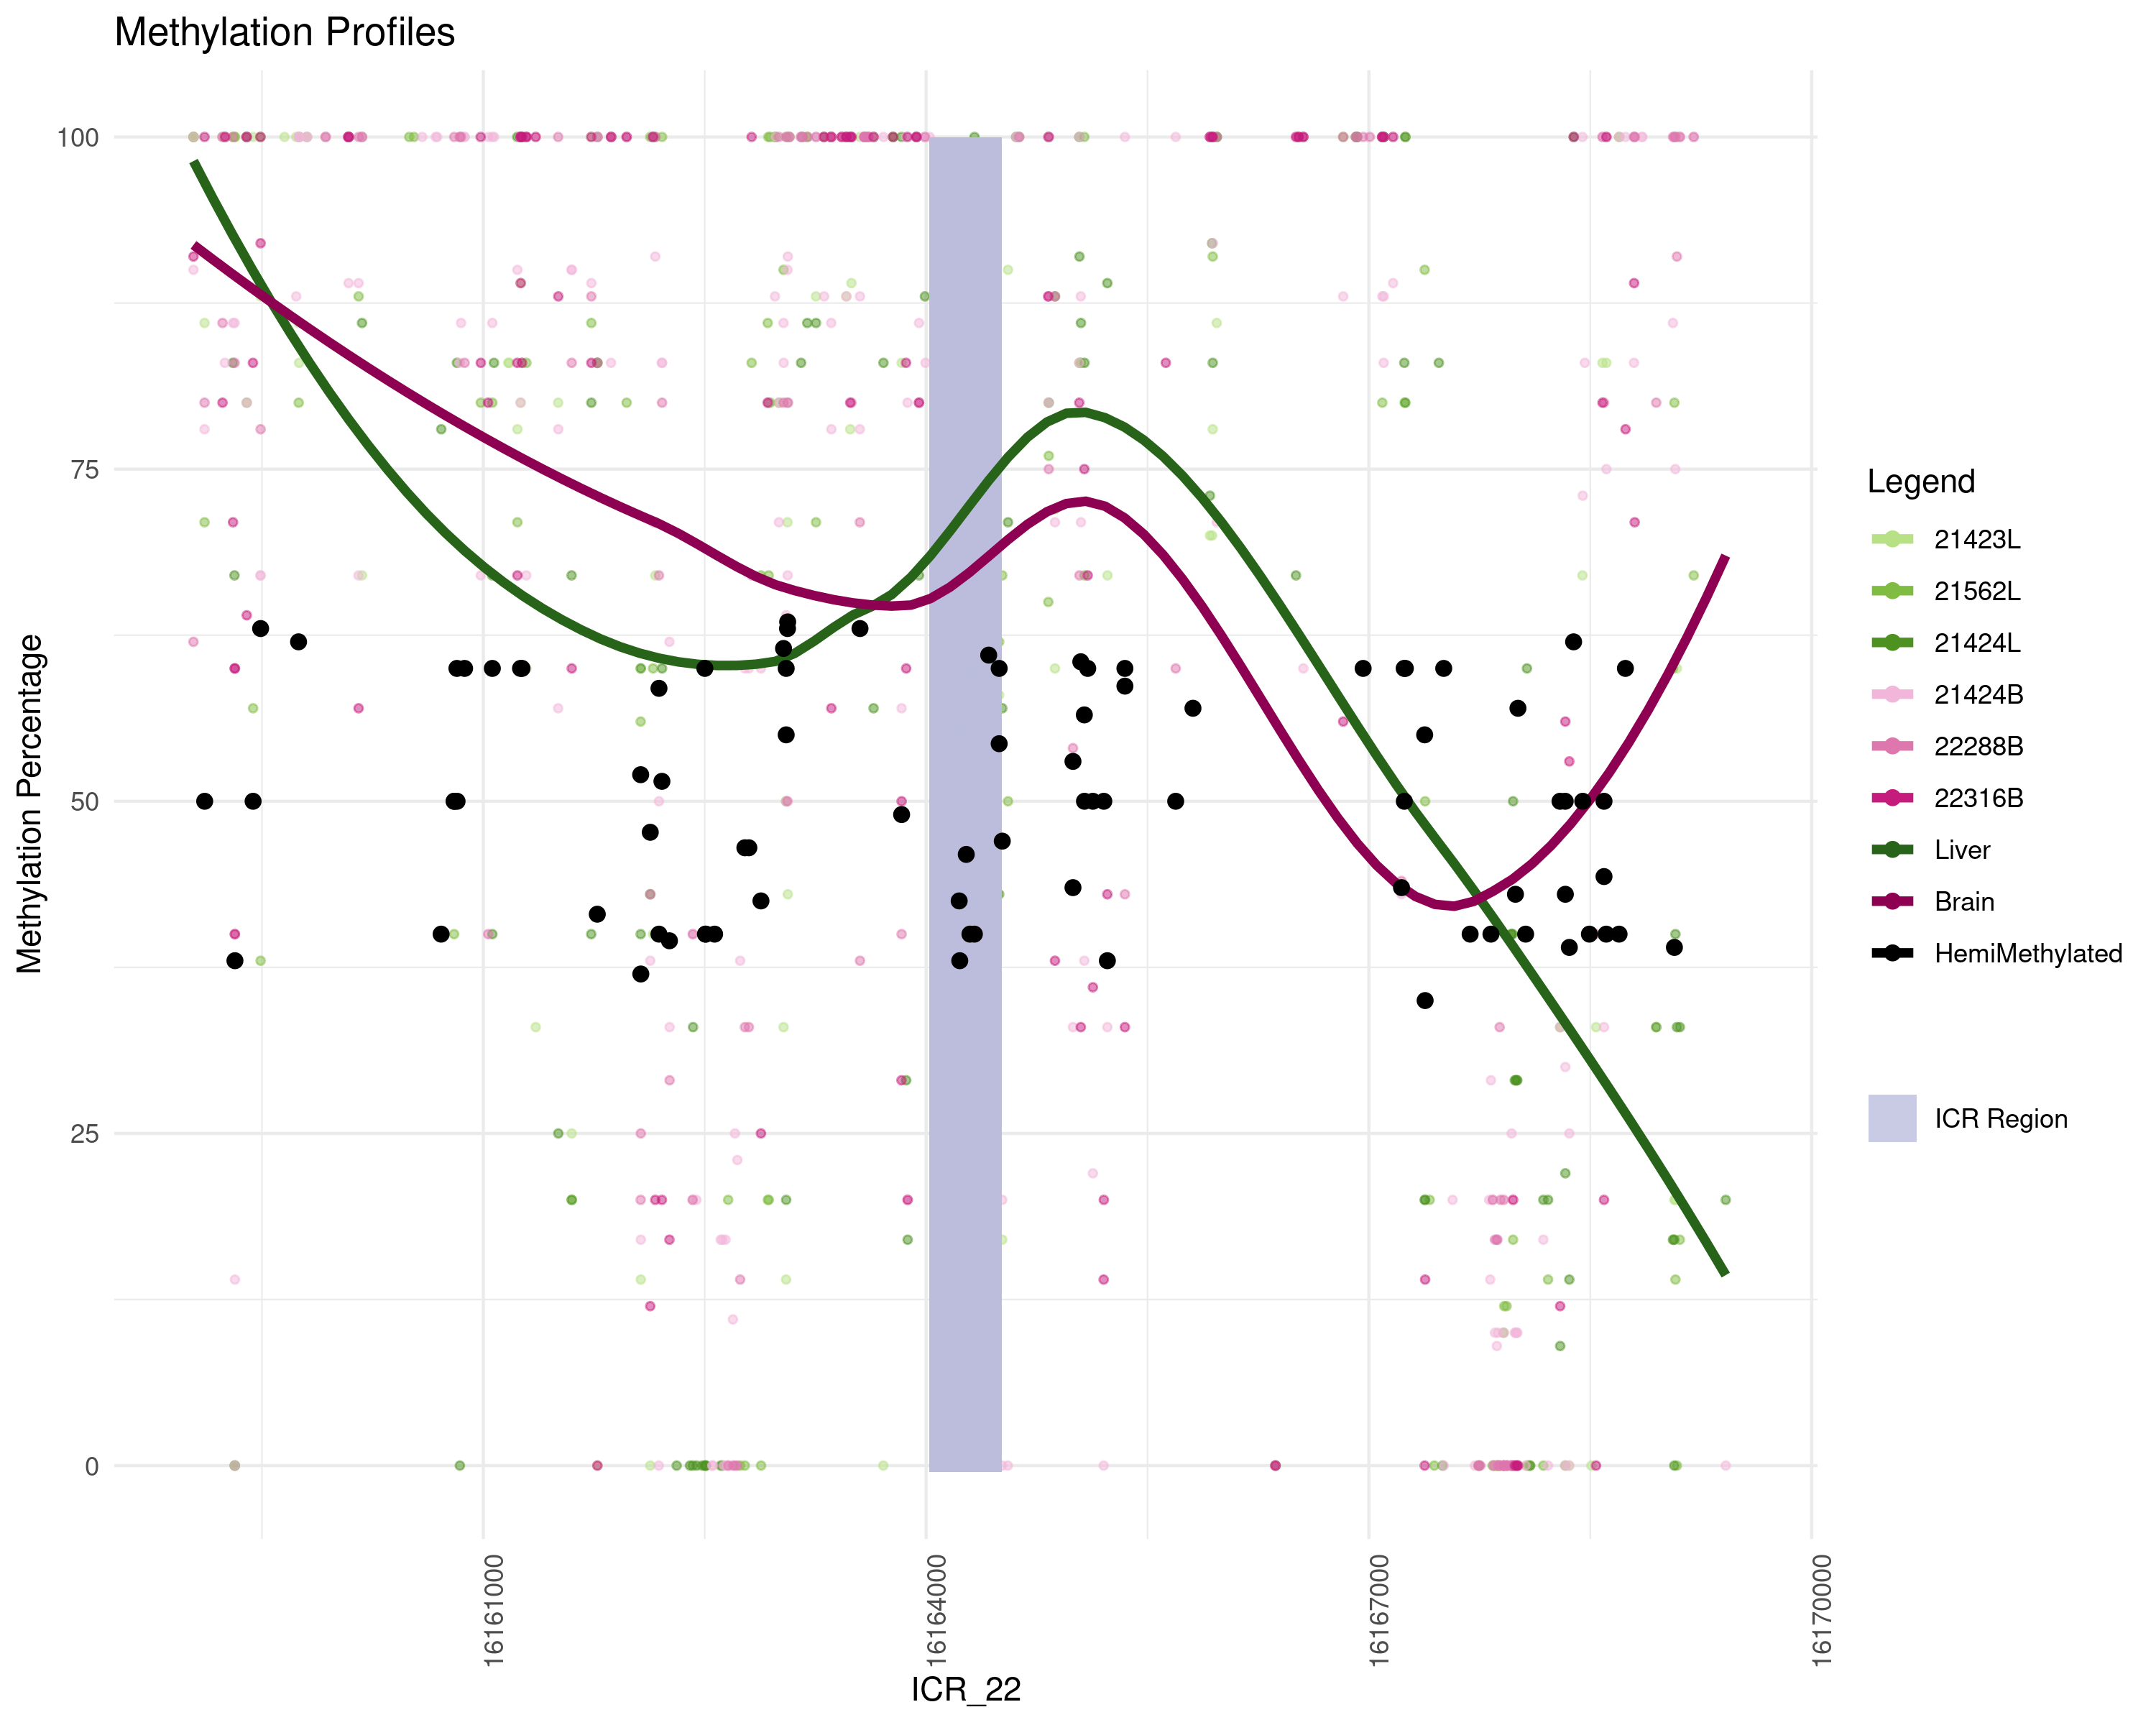 Methylation Profiles
100
75
50
25
0
Methylation Percentage
16161000
16164000
16167000
16170000
ICR_22
Legend
21423L
21562L
21424L
21424B
22288B
22316B
Liver
Brain
HemiMethylated
ICR Region